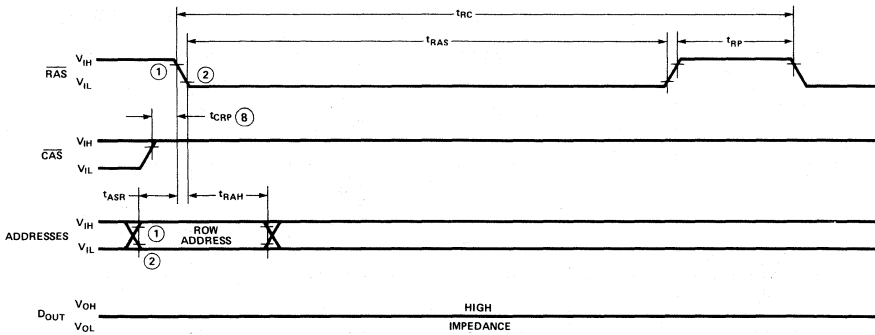 tRC
tRAS
tRP
RAS
VIH
VIL
① ②
tCRP ⑧
CAS
VIH
VIL
tASR
tRAH
ADDRESSES
VIH
VIL
① ROW ADDRESS
②
DOUT
VOH
VOL
HIGH
IMPEDANCE